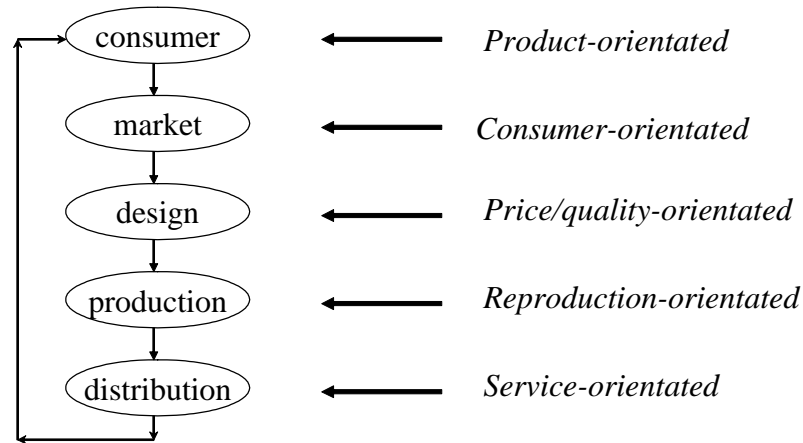 consumer Product-orientated
market Consumer-orientated
design Price/quality-orientated
production Reproduction-orientated
distribution Service-orientated